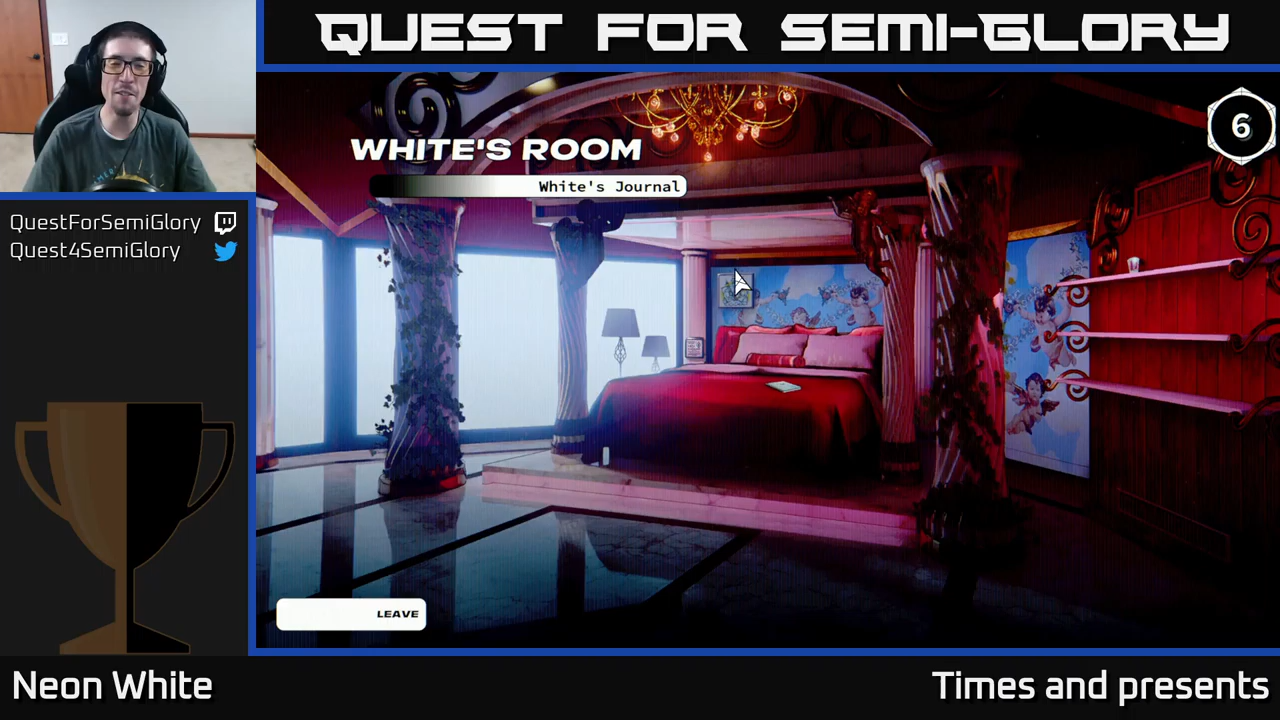 QUEST FOR SEMI-GLORY
WHITE'S ROOM
White's Journal
6
QuestForSemiGlory
Quest4SemiGlory
LEAVE
Neon White
Times and presents